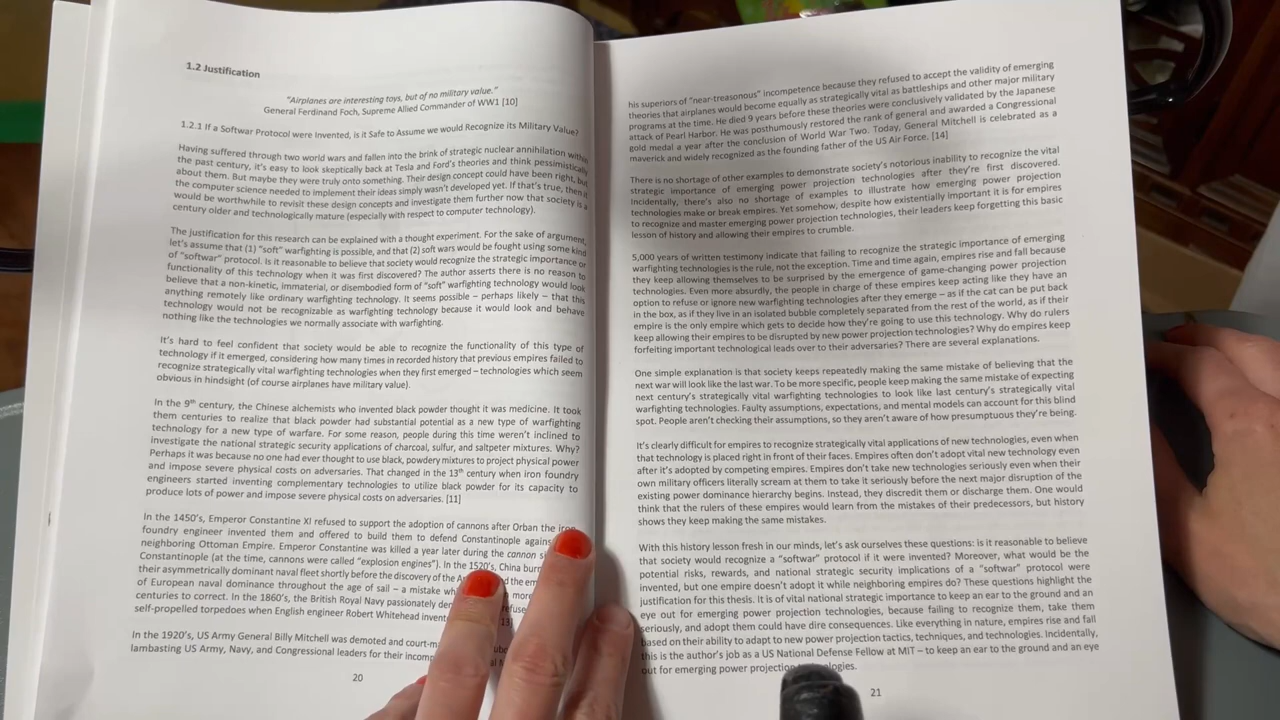 1.2 Justification
"Airplanes are interesting toys, but of no military value."
General Ferdinand Foch, Supreme Allied Commander of WW1 [10]
1.2.1 If a Softwar Protocol were Invented, is it Safe to Assume we would Recognize its Military Value?
Having suffered through two world wars and fallen into the brink of strategic nuclear annihilation within
the past century, it's easy to look skeptically back at Tesla and Ford's theories and think pessimistically
about them. But maybe they were truly onto something. Their design concept could have been right, but
the computer science needed to implement their ideas simply wasn't developed yet. If that's true, then it
would be worthwhile to revisit these design concepts and investigate them further now that society is a
century older and technologically mature (especially with respect to computer technology).
The justification for this research can be explained with a thought experiment. For the sake of argument,
let's assume that (1) "soft" warfighting is possible, and that (2) soft wars would be fought using some kind
of "softwar" protocol. Is it reasonable to believe that society would recognize the strategic importance or
functionality of this technology when it was first discovered? The author asserts there is no reason to
believe that a non-kinetic, immaterial, or disembodied form of "soft" warfighting technology would look
anything remotely like ordinary warfighting technology. It seems possible – perhaps likely – that this
technology would not be recognizable as warfighting technology because it would look and behave
nothing like the technologies we normally associate with warfighting.
It's hard to feel confident that society would be able to recognize the functionality of this type of
technology if it emerged, considering how many times in recorded history that previous empires failed to
recognize strategically vital warfighting technologies when they first emerged – technologies which seem
obvious in hindsight (of course airplanes have military value).
In the 9th century, the Chinese alchemists who invented black powder thought it was medicine. It took
them centuries to realize that black powder had substantial potential as a new type of warfighting
technology for a new type of warfare. For some reason, people during this time weren't inclined to
investigate the national strategic security applications of charcoal, sulfur, and saltpeter mixtures. Why?
Perhaps it was because no one had ever thought to use black, powdery mixtures to project physical power
and impose severe physical costs on adversaries. That changed in the 13th century when iron foundry
engineers started inventing complementary technologies to utilize black powder for its capacity to
produce lots of power and impose severe physical costs on adversaries. [11]
In the 1450's, Emperor Constantine XI refused to support the adoption of cannons after Orban the iron
foundry engineer invented them and offered to build them to defend Constantinople agains
neighboring Ottoman Empire. Emperor Constantine was killed a year later during the cannon si
Constantinople (at the time, cannons were called "explosion engines"). In the 1520's, China burn
their asymmetrically dominant naval fleet shortly before the discovery of the Am d the em
of European naval dominance throughout the age of sail – a mistake wh more
centuries to correct. In the 1860's, the British Royal Navy passionately de refuse
self-propelled torpedoes when English engineer Robert Whitehead invent 13]
In the 1920's, US Army General Billy Mitchell was demoted and court-m
lambasting US Army, Navy, and Congressional leaders for their incomp
20
his superiors of "near-treasonous" incompetence because they refused to accept the validity of emerging
theories that airplanes would become equally as strategically vital as battleships and other major military
programs at the time. He died 9 years before these theories were conclusively validated by the Japanese
attack of Pearl Harbor. He was posthumously restored the rank of general and awarded a Congressional
gold medal a year after the conclusion of World War Two. Today, General Mitchell is celebrated as a
maverick and widely recognized as the founding father of the US Air Force. [14]
There is no shortage of other examples to demonstrate society's notorious inability to recognize the vital
strategic importance of emerging power projection technologies after they're first discovered.
Incidentally, there's also no shortage of examples to illustrate how emerging power projection
technologies make or break empires. Yet somehow, despite how existentially important it is for empires
to recognize and master emerging power projection technologies, their leaders keep forgetting this basic
lesson of history and allowing their empires to crumble.
5,000 years of written testimony indicate that failing to recognize the strategic importance of emerging
warfighting technologies is the rule, not the exception. Time and time again, empires rise and fall because
they keep allowing themselves to be surprised by the emergence of game-changing power projection
technologies. Even more absurdly, the people in charge of these empires keep acting like they have an
option to refuse or ignore new warfighting technologies after they emerge – as if the cat can be put back
in the box, as if they live in an isolated bubble completely separated from the rest of the world, as if their
empire is the only empire which gets to decide how they're going to use this technology. Why do rulers
keep allowing their empires to be disrupted by new power projection technologies? Why do empires keep
forfeiting important technological leads over to their adversaries? There are several explanations.
One simple explanation is that society keeps repeatedly making the same mistake of believing that the
next war will look like the last war. To be more specific, people keep making the same mistake of expecting
next century's strategically vital warfighting technologies to look like last century's strategically vital
warfighting technologies. Faulty assumptions, expectations, and mental models can account for this blind
spot. People aren't checking their assumptions, so they aren't aware of how presumptuous they're being.
It's clearly difficult for empires to recognize strategically vital applications of new technologies, even when
that technology is placed right in front of their faces. Empires often don't adopt vital new technology even
after it's adopted by competing empires. Empires don't take new technologies seriously even when their
own military officers literally scream at them to take it seriously before the next major disruption of the
existing power dominance hierarchy begins. Instead, they discredit them or discharge them. One would
think that the rulers of these empires would learn from the mistakes of their predecessors, but history
shows they keep making the same mistakes.
With this history lesson fresh in our minds, let's ask ourselves these questions: is it reasonable to believe
that society would recognize a "softwar" protocol if it were invented? Moreover, what would be the
potential risks, rewards, and national strategic security implications of a "softwar" protocol were
invented, but one empire doesn't adopt it while neighboring empires do? These questions highlight the
justification for this thesis. It is of vital national strategic importance to keep an ear to the ground and an
eye out for emerging power projection technologies, because failing to recognize them, take them
seriously, and adopt them could have dire consequences. Like everything in nature, empires rise and fall
based on their ability to adapt to new power projection tactics, techniques, and technologies. Incidentally,
this is the author's job as a US National Defense Fellow at MIT – to keep an ear to the ground and an eye
out for emerging power projection ologies.
21